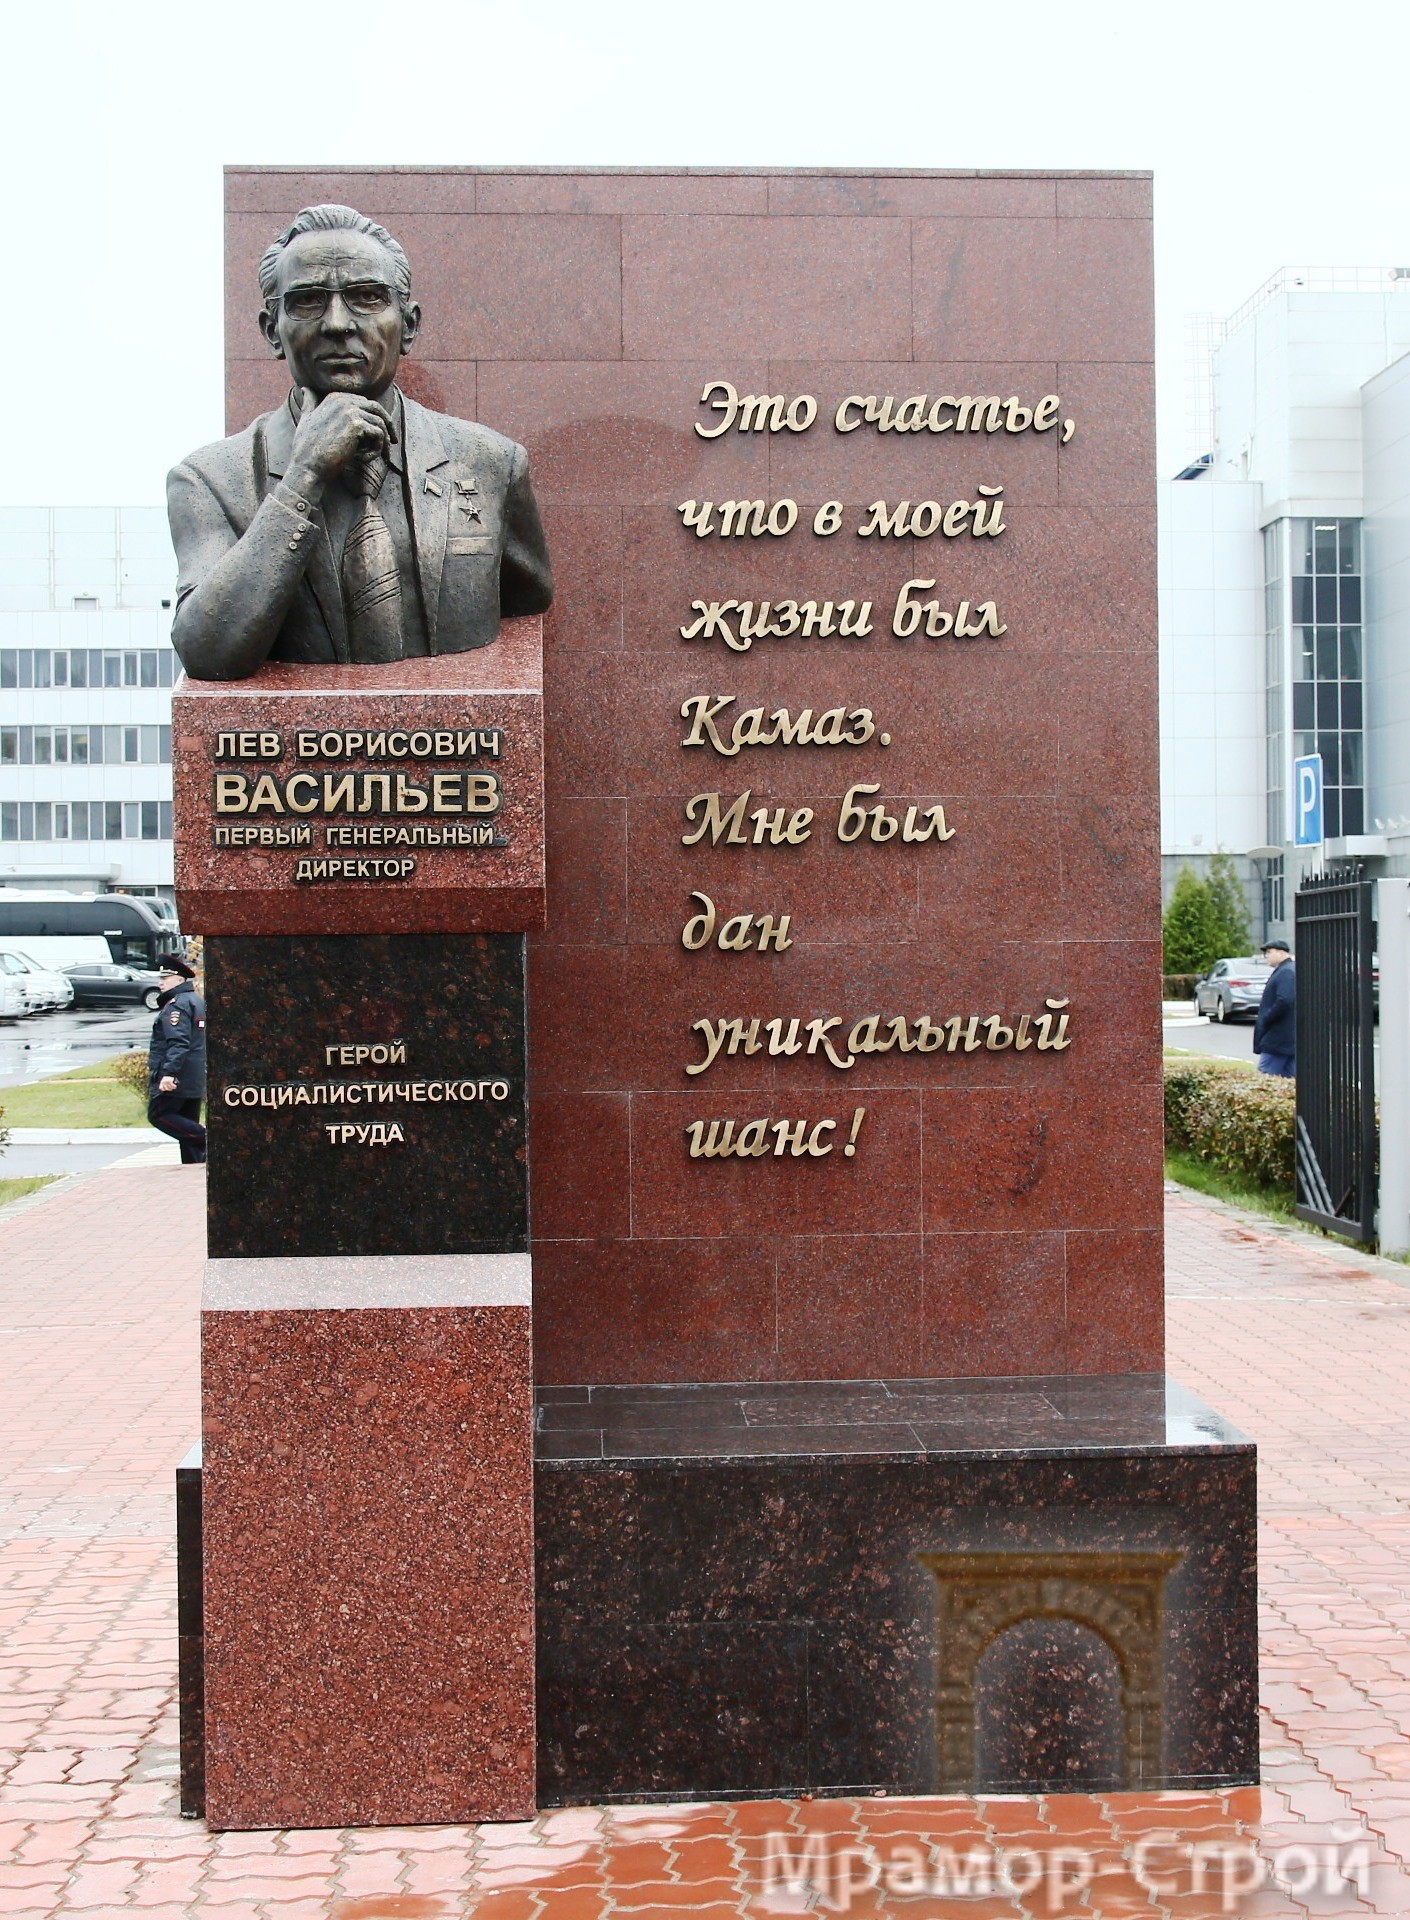 Это счастье,
что в моей
жизни был
Камаз.
Мне был
дан
уникальный
шанс!
ЛЕВ БОРИСОВИЧ
ВАСИЛЬЕВ
ПЕРВЫЙ ГЕНЕРАЛЬНЫЙ
ДИРЕКТОР
ГЕРОЙ
СОЦИАЛИСТИЧЕСКОГО
ТРУДА
P
Мрамор-Строй